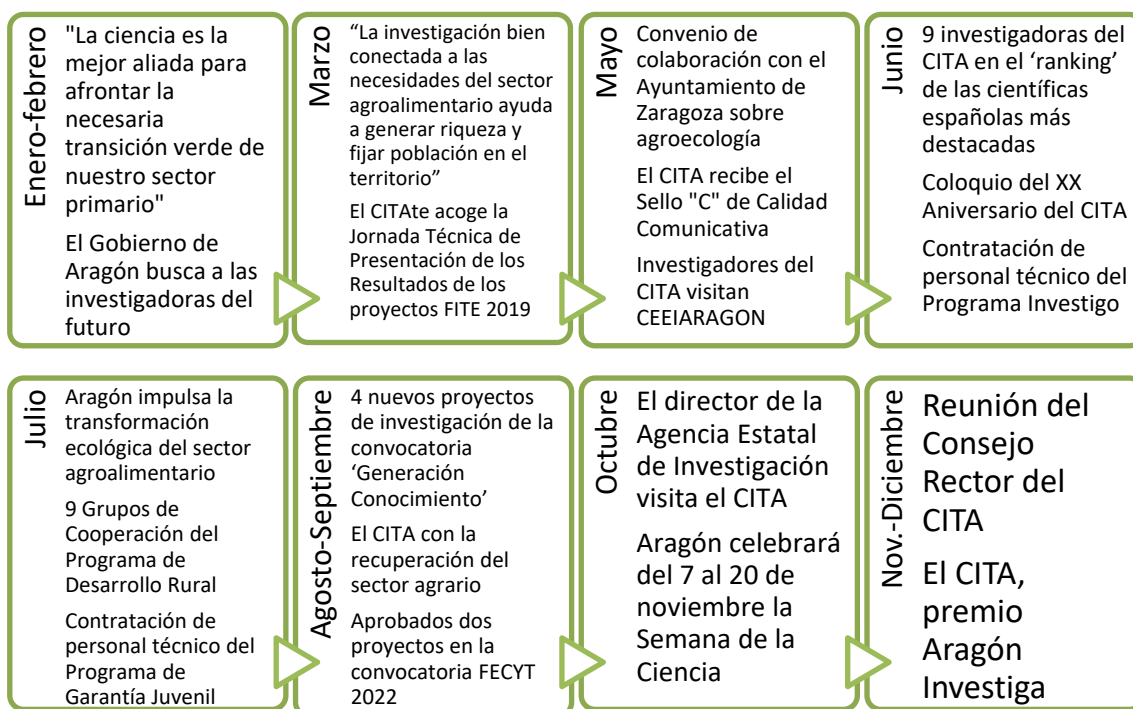 Enero-febrero
"La ciencia es la
mejor aliada para
afrontar la
necesaria
transición verde de
nuestro sector
primario"
El Gobierno de
Aragón busca a las
investigadoras del
futuro
Marzo
“La investigación bien
conectada a las
necesidades del sector
agroalimentario ayuda
a generar riqueza y
fijar población en el
territorio”
El CITAte acoge la
Jornada Técnica de
Presentación de los
Resultados de los
proyectos FITE 2019
Mayo
Convenio de
colaboración con el
Ayuntamiento de
Zaragoza sobre
agroecología
El CITA recibe el
Sello "C" de Calidad
Comunicativa
Investigadores del
CITA visitan
CEEIARAGON
Junio
9 investigadoras del
CITA en el ‘ranking’
de las científicas
españolas más
destacadas
Coloquio del XX
Aniversario del CITA
Contratación de
personal técnico del
Programa Investigo
Julio
Aragón impulsa la
transformación
ecológica del sector
agroalimentario
9 Grupos de
Cooperación del
Programa de
Desarrollo Rural
Contratación de
personal técnico del
Programa de
Garantía Juvenil
Agosto-Septiembre
4 nuevos proyectos
de investigación de la
convocatoria
‘Generación
Conocimiento’
El CITA con la
recuperación del
sector agrario
Aprobados dos
proyectos en la
convocatoria FECYT
2022
Octubre
El director de la
Agencia Estatal
de Investigación
visita el CITA
Aragón celebrará
del 7 al 20 de
noviembre la
Semana de la
Ciencia
Nov.-Diciembre
Reunión del
Consejo
Rector del
CITA
El CITA,
premio
Aragón
Investiga